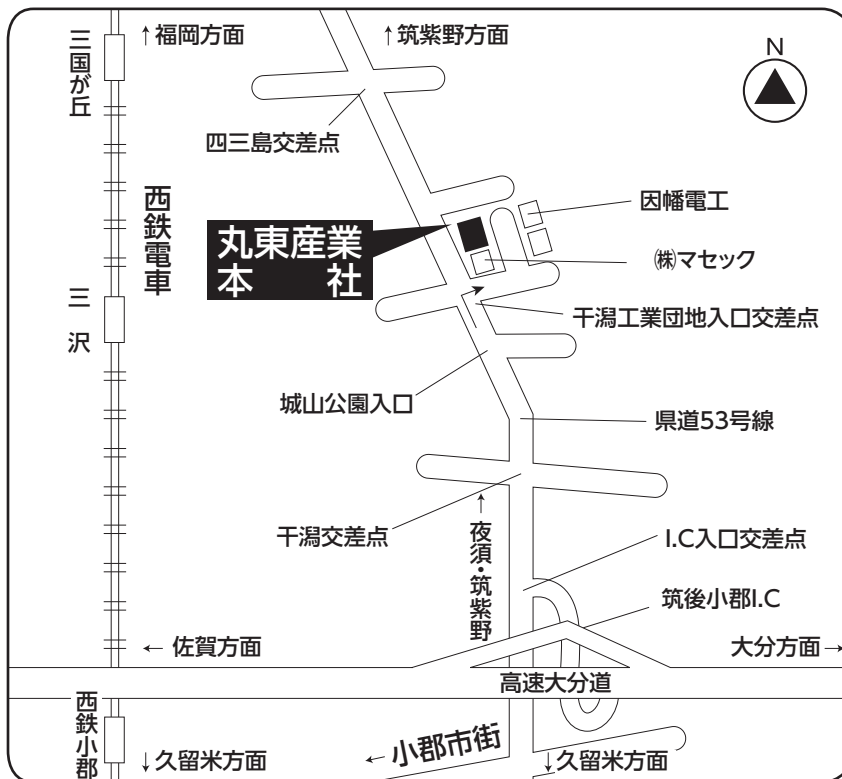 三国が丘
↑福岡方面
↑筑紫野方面
N
四三島交差点
西鉄電車
因幡電工
丸東産業
本社
㈱マセック
三沢
干潟工業団地入口交差点
城山公園入口
県道53号線
干潟交差点
↑夜須・筑紫野
I.C入口交差点
筑後小郡I.C
←佐賀方面
大分方面→
高速大分道
西鉄小郡
↓久留米方面
←小郡市街
↓久留米方面